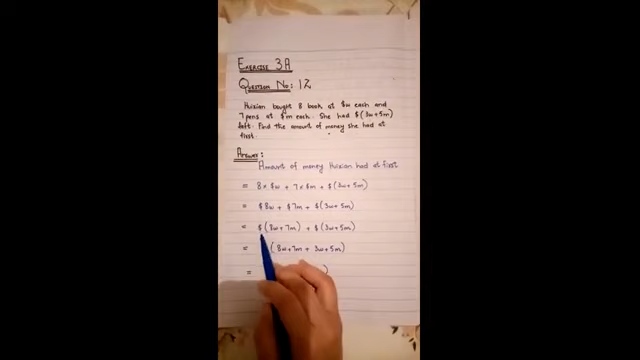 EXERCISE 3A
QUESTION NO: 12
Huixian bought 8 book at $w each and
7 pens at $m each. She had $(3w+5m)
left. Find the amount of money she had at
first.
Answer:
Amount of money Huixian had at first
= 8 × $w + 7 × $m + $(3w+5m)
= $8w + $7m + $(3w+5m)
= $(8w+7m) + $(3w+5m)
= (8w+7m + 3w+5m)
= )